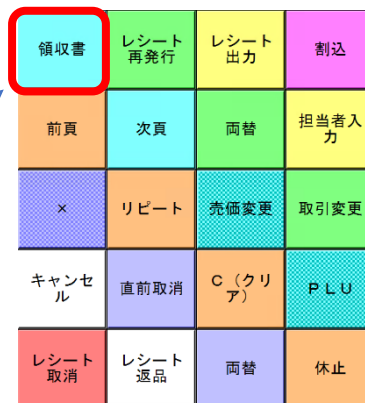 領収書
レシート
再発行
レシート
出力
割込
前頁
次頁
両替
担当者入
力
×
リピート
売価変更
取引変更
キャンセ
ル
直前取消
C（クリ
ア）
ＰＬＵ
レシート
取消
レシート
返品
両替
休止